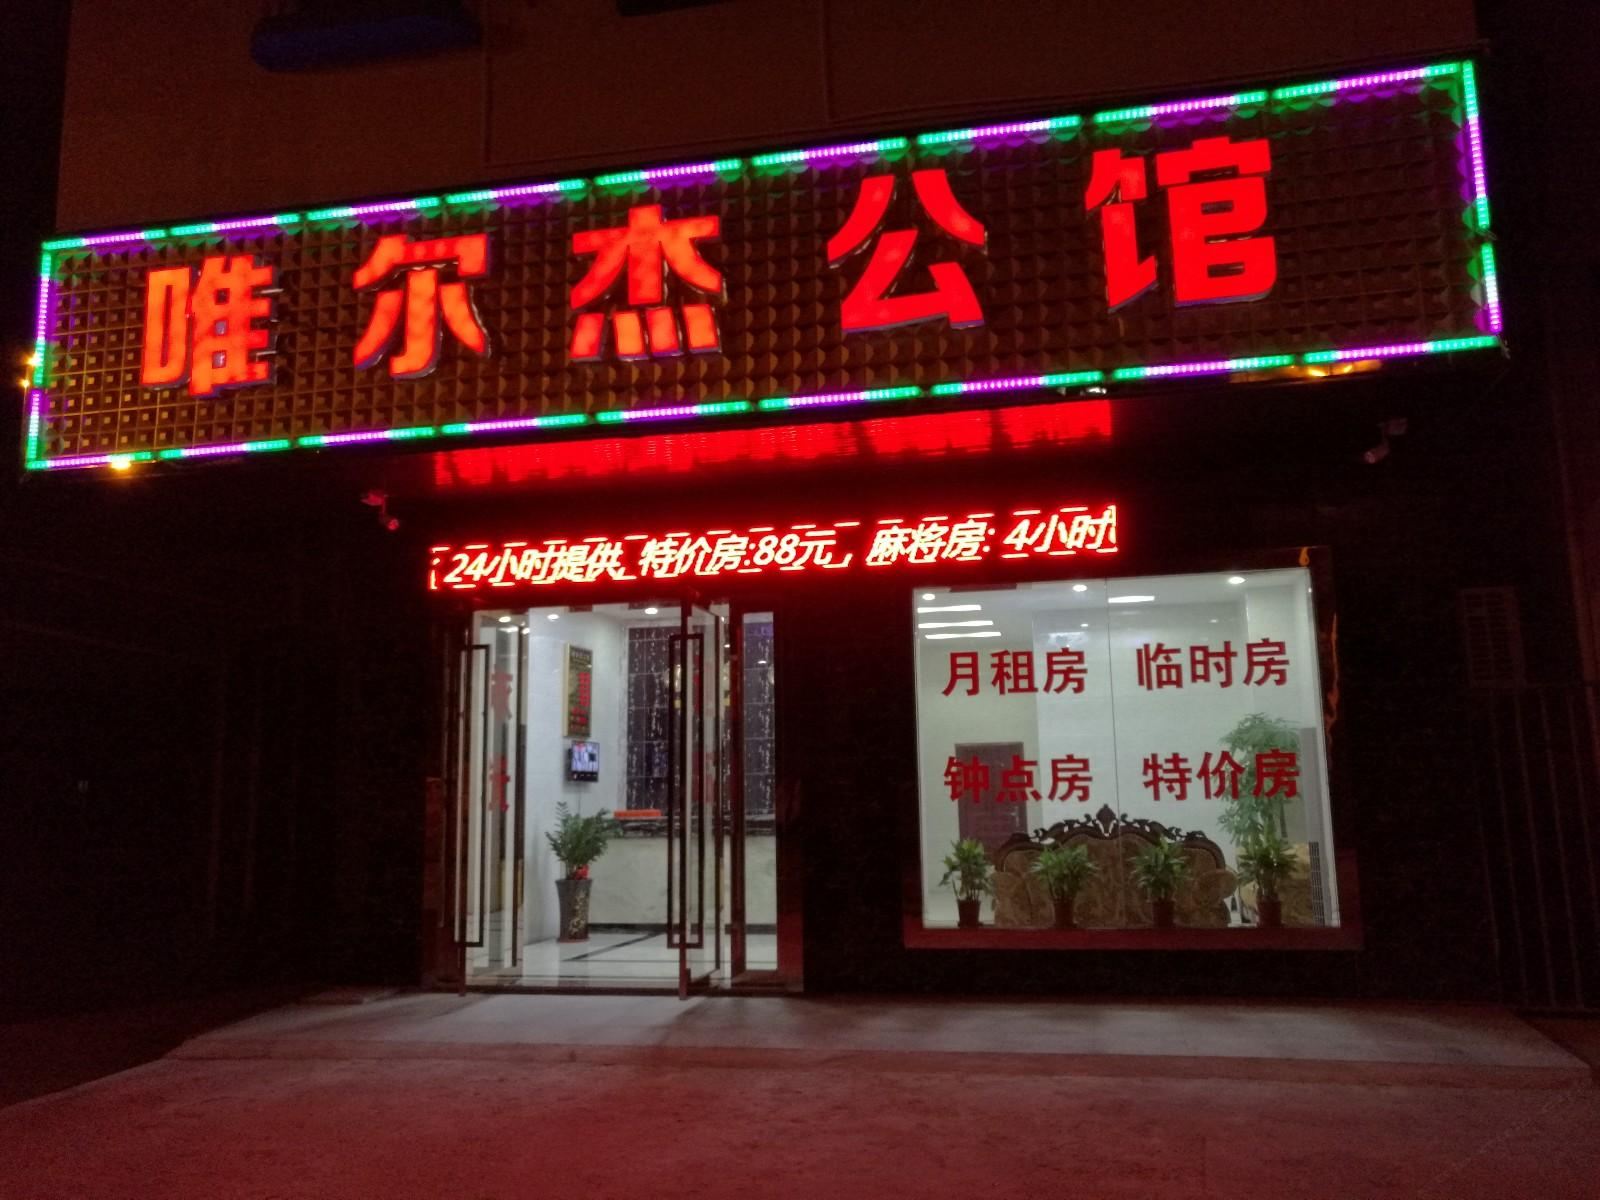 唯尔杰公馆
24小时提供 特价房:88元，麻将房: 4小时
月租房 临时房
钟点房 特价房